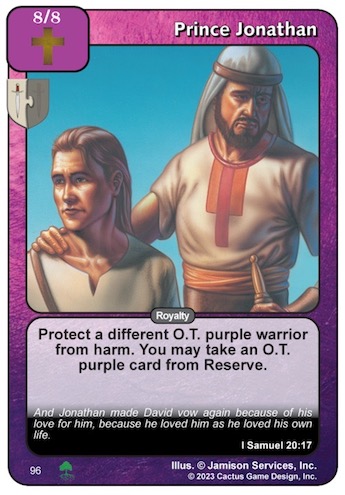 8/8
Prince Jonathan
Royalty
Protect a different O.T. purple warrior
from harm. You may take an O.T.
purple card from Reserve.
And Jonathan made David vow again because of his
love for him, because he loved him as he loved his own
life.
I Samuel 20:17
Illus. © Jamison Services, Inc.
96
© 2023 Cactus Game Design, Inc.